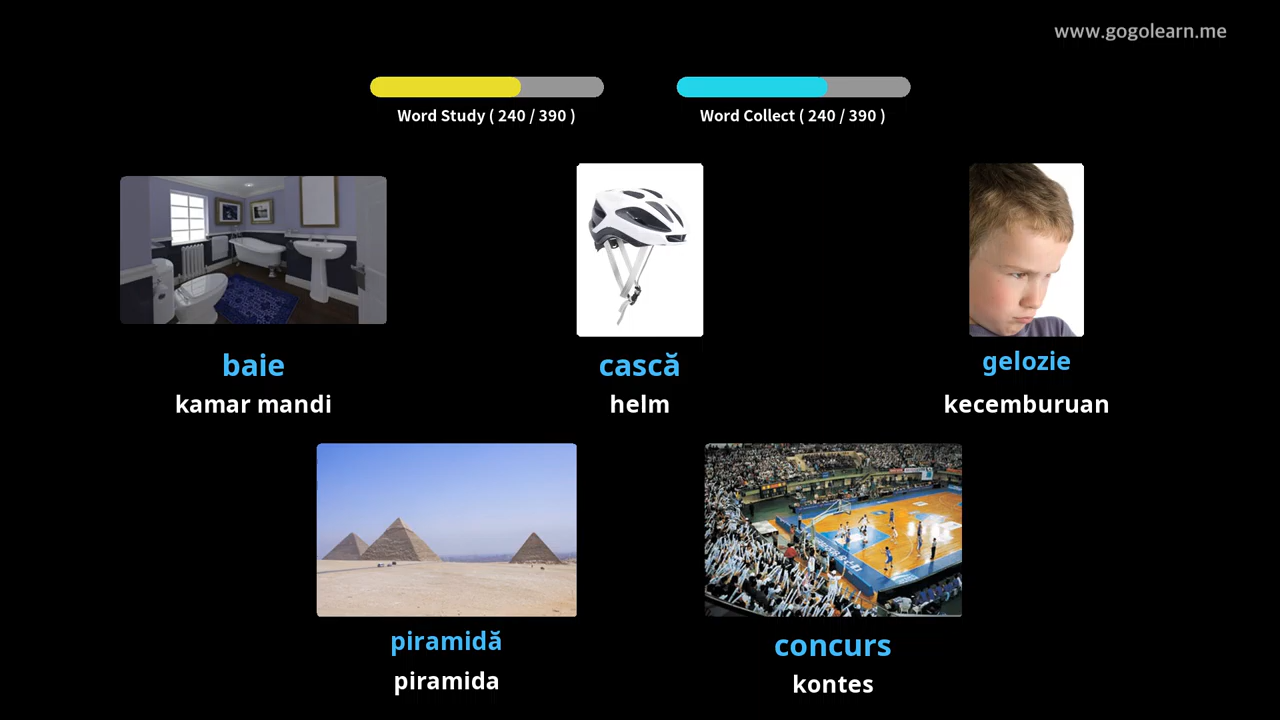 www.gogolearn.me
Word Study ( 240 / 390 )
Word Collect ( 240 / 390 )
baie
kamar mandi
cască
helm
gelozie
kecemburuan
piramidă
piramida
concurs
kontes